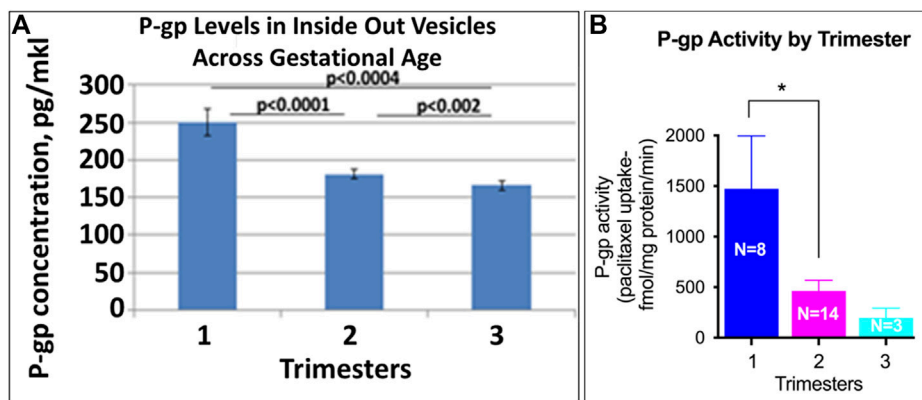 A
P-gp Levels in Inside Out Vesicles
Across Gestational Age
P-gp concentration, pg/mkl
300
250
200
150
100
50
0
p<0.0004
p<0.0001
p<0.002
1 2 3
Trimesters
B
P-gp Activity by Trimester
*
P-gp activity
(paclitaxel uptake-
fmol/mg protein/min)
2000
1500
1000
500
0
N=8
N=14
N=3
1 2 3
Trimesters